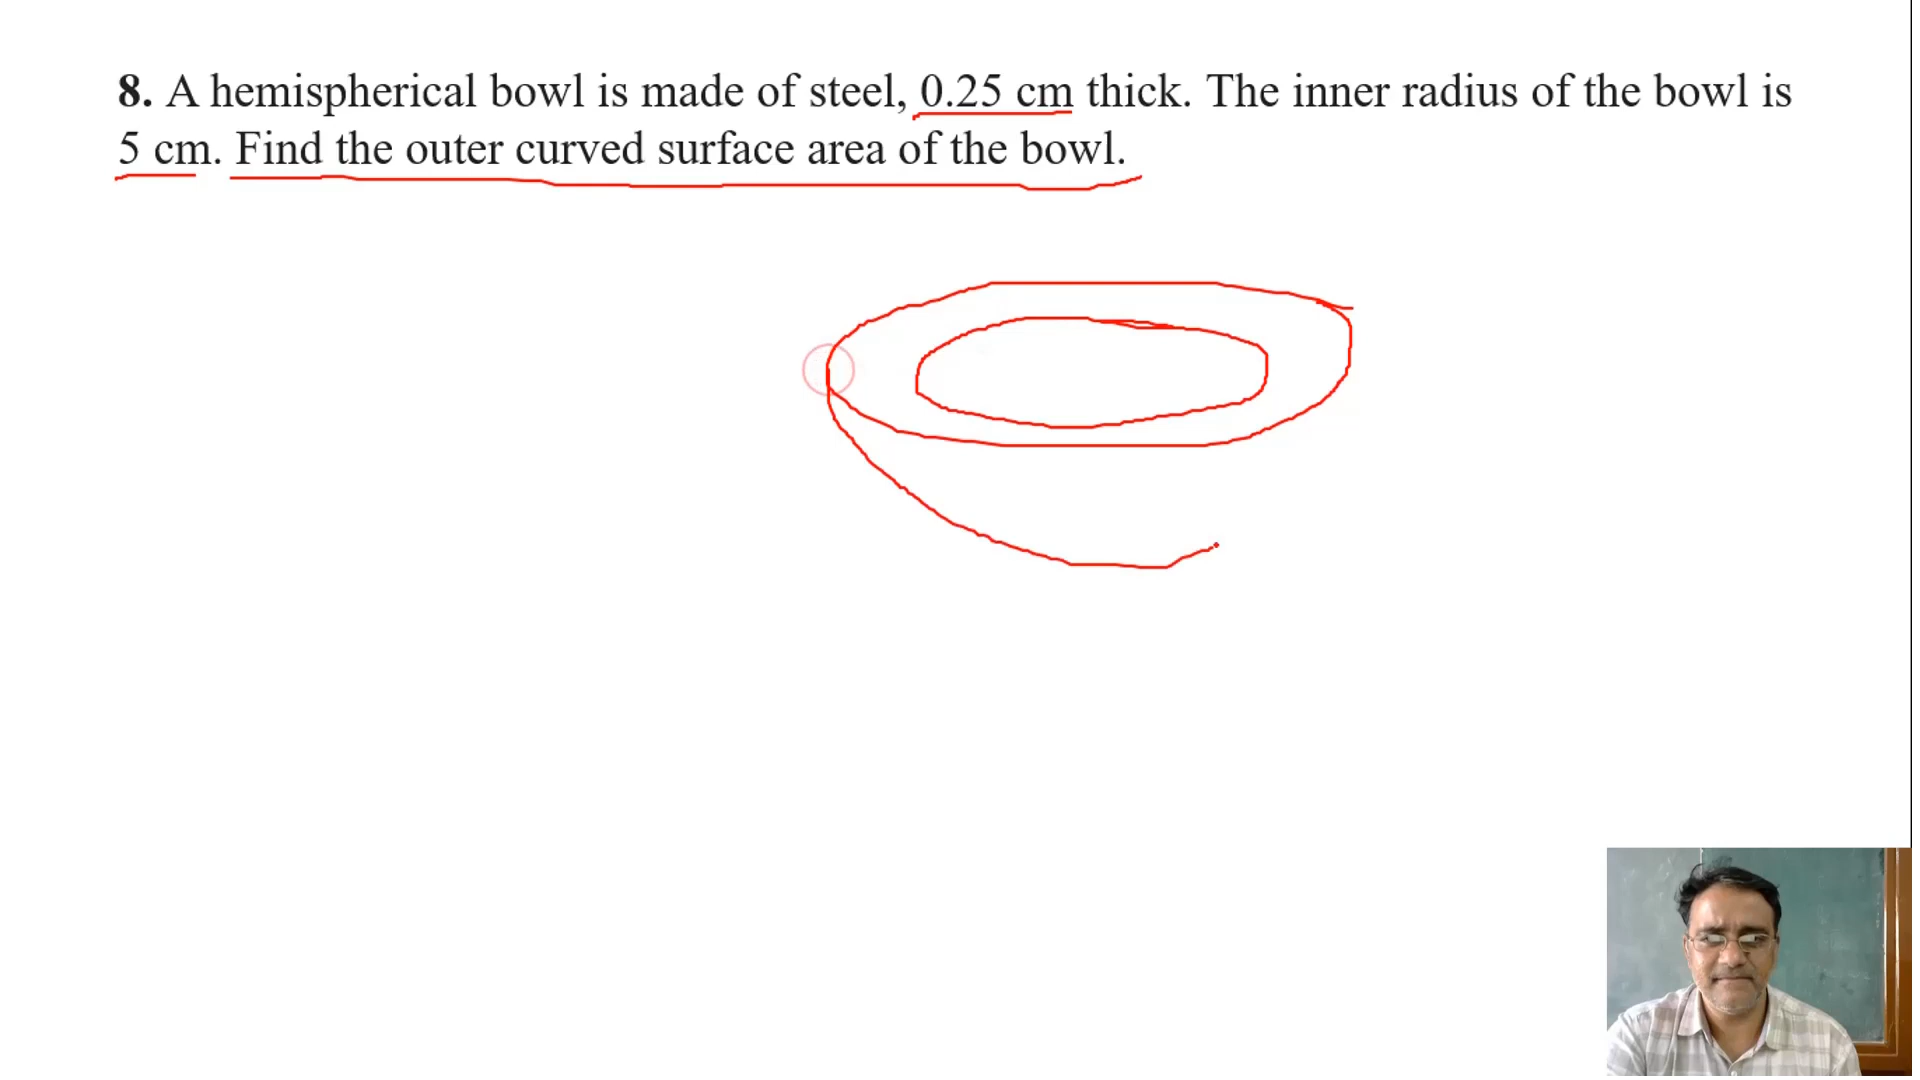 8. A hemispherical bowl is made of steel, 0.25 cm thick. The inner radius of the bowl is
5 cm. Find the outer curved surface area of the bowl.